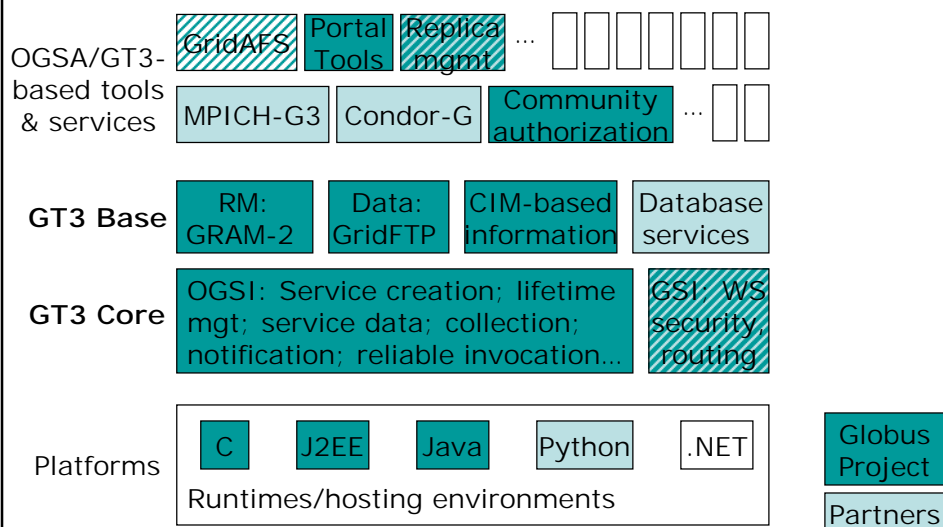 OGSA/GT3-
based tools
& services
GridAFS
Portal
Tools
Replica
mgmt
...
MPICH-G3
Condor-G
Community
authorization
...
GT3 Base
RM:
GRAM-2
Data:
GridFTP
CIM-based
information
Database
services
GT3 Core
OGSI: Service creation; lifetime
mgt; service data; collection;
notification; reliable invocation...
GSI; WS
security,
routing
Platforms
C
J2EE
Java
Python
.NET
Runtimes/hosting environments
Globus
Project
Partners